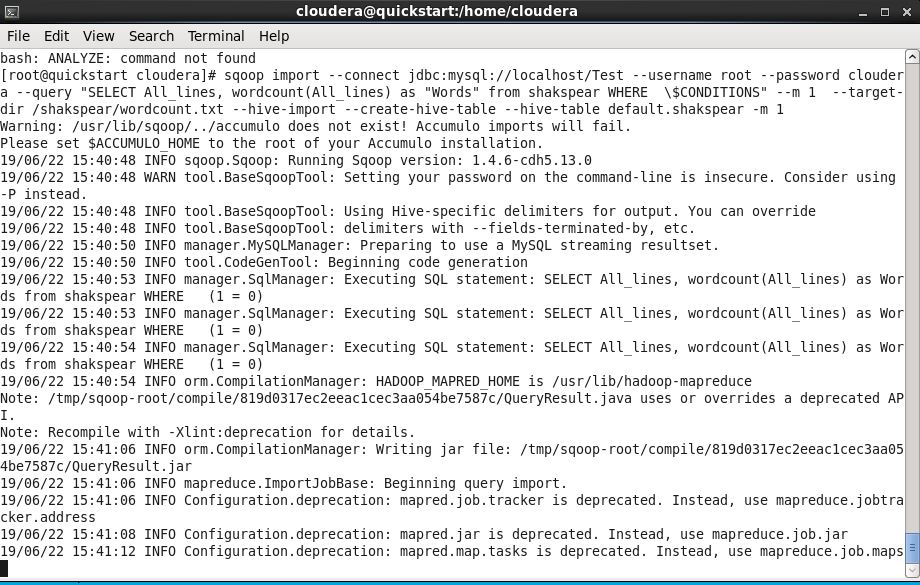 cloudera@quickstart:/home/cloudera
File Edit View Search Terminal Help
bash: ANALYZE: command not found
[root@quickstart cloudera]# sqoop import --connect jdbc:mysql://localhost/Test --username root --password clouder
a --query "SELECT All_lines, wordcount(All_lines) as "Words" from shakspear WHERE  \$CONDITIONS" --m 1  --target-
dir /shakspear/wordcount.txt --hive-import --create-hive-table --hive-table default.shakspear -m 1
Warning: /usr/lib/sqoop/../accumulo does not exist! Accumulo imports will fail.
Please set $ACCUMULO_HOME to the root of your Accumulo installation.
19/06/22 15:40:48 INFO sqoop.Sqoop: Running Sqoop version: 1.4.6-cdh5.13.0
19/06/22 15:40:48 WARN tool.BaseSqoopTool: Setting your password on the command-line is insecure. Consider using
-P instead.
19/06/22 15:40:48 INFO tool.BaseSqoopTool: Using Hive-specific delimiters for output. You can override
19/06/22 15:40:48 INFO tool.BaseSqoopTool: delimiters with --fields-terminated-by, etc.
19/06/22 15:40:50 INFO manager.MySQLManager: Preparing to use a MySQL streaming resultset.
19/06/22 15:40:50 INFO tool.CodeGenTool: Beginning code generation
19/06/22 15:40:53 INFO manager.SqlManager: Executing SQL statement: SELECT All_lines, wordcount(All_lines) as Wor
ds from shakspear WHERE   (1 = 0)
19/06/22 15:40:53 INFO manager.SqlManager: Executing SQL statement: SELECT All_lines, wordcount(All_lines) as Wor
ds from shakspear WHERE   (1 = 0)
19/06/22 15:40:54 INFO manager.SqlManager: Executing SQL statement: SELECT All_lines, wordcount(All_lines) as Wor
ds from shakspear WHERE   (1 = 0)
19/06/22 15:40:54 INFO orm.CompilationManager: HADOOP_MAPRED_HOME is /usr/lib/hadoop-mapreduce
Note: /tmp/sqoop-root/compile/819d0317ec2eeac1cec3aa054be7587c/QueryResult.java uses or overrides a deprecated AP
I.
Note: Recompile with -Xlint:deprecation for details.
19/06/22 15:41:06 INFO orm.CompilationManager: Writing jar file: /tmp/sqoop-root/compile/819d0317ec2eeac1cec3aa05
4be7587c/QueryResult.jar
19/06/22 15:41:06 INFO mapreduce.ImportJobBase: Beginning query import.
19/06/22 15:41:06 INFO Configuration.deprecation: mapred.job.tracker is deprecated. Instead, use mapreduce.jobtra
cker.address
19/06/22 15:41:08 INFO Configuration.deprecation: mapred.jar is deprecated. Instead, use mapreduce.job.jar
19/06/22 15:41:12 INFO Configuration.deprecation: mapred.map.tasks is deprecated. Instead, use mapreduce.job.maps